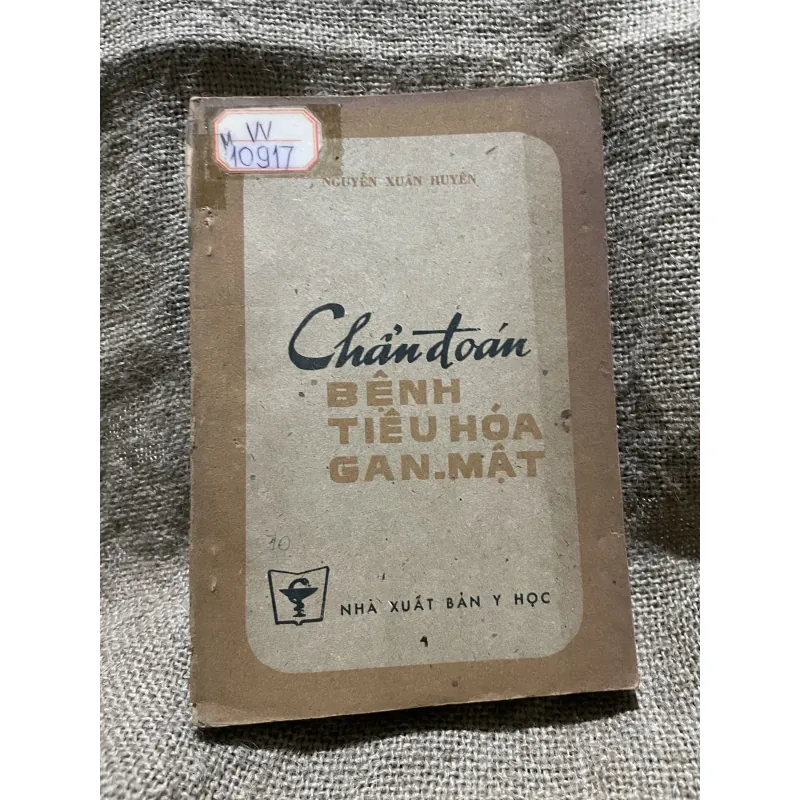 VV
M 10917
NGUYỄN XUÂN HUYÊN
Chẩn đoán
BỆNH
TIÊU HÓA
GAN-MẬT
10
NHÀ XUẤT BẢN Y HỌC